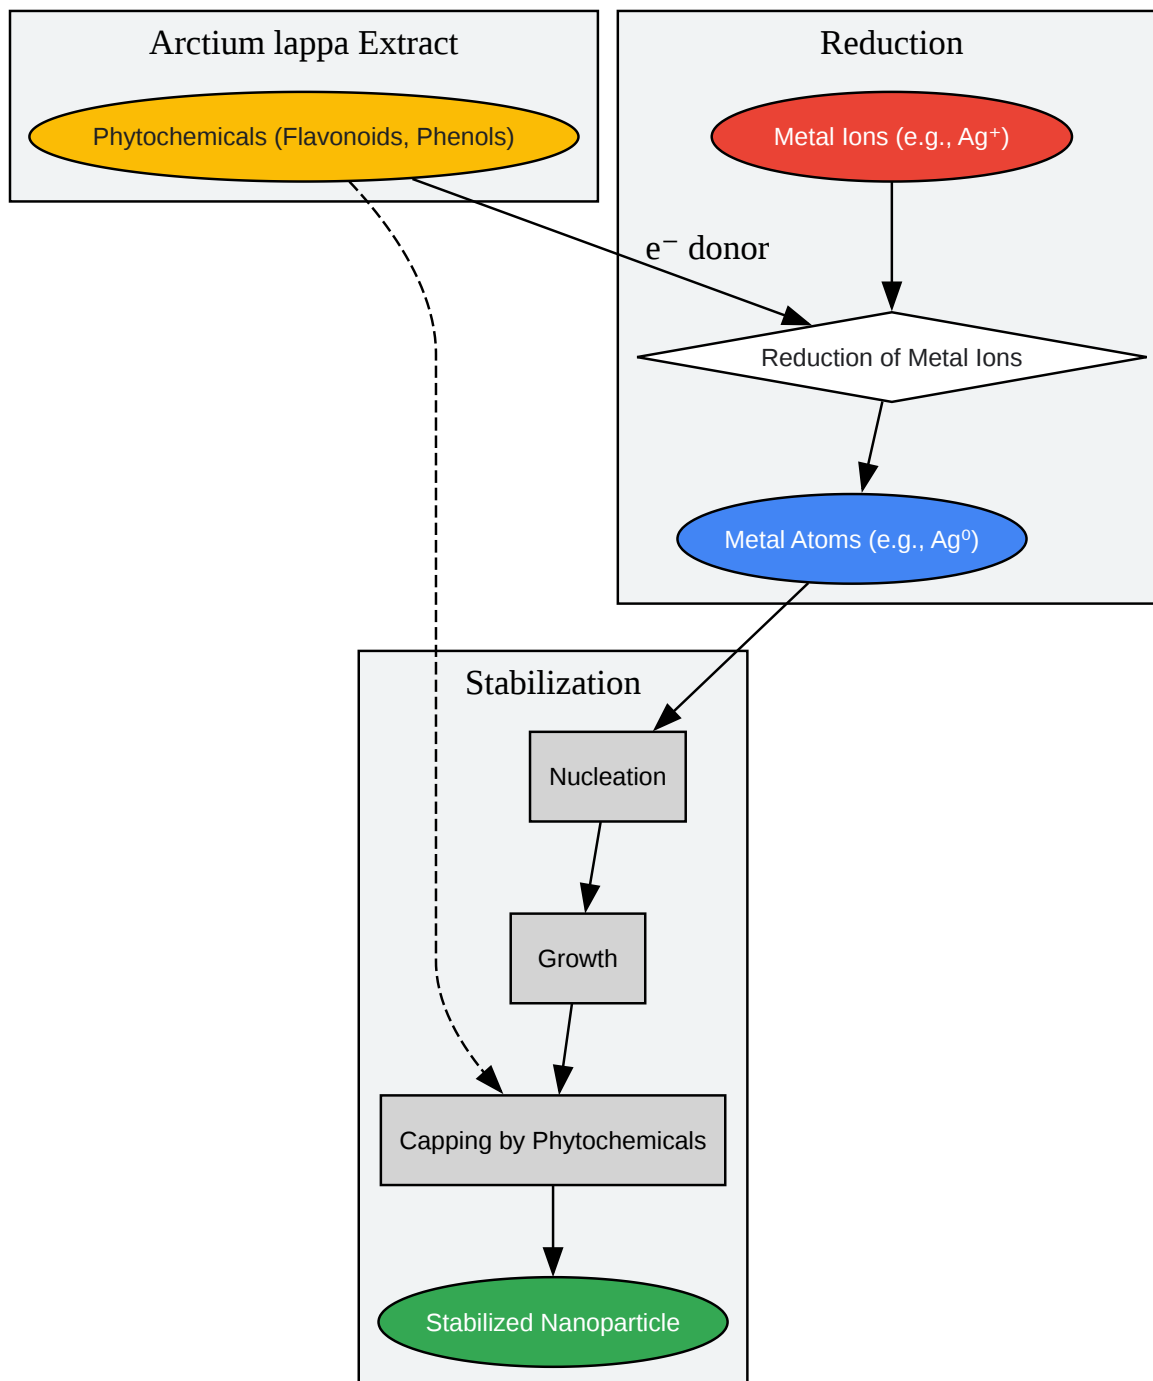 Arctium lappa Extract
Phytochemicals (Flavonoids, Phenols)
Reduction
Metal Ions (e.g., Ag⁺)
e⁻ donor
Reduction of Metal Ions
Metal Atoms (e.g., Ag⁰)
Stabilization
Nucleation
Growth
Capping by Phytochemicals
Stabilized Nanoparticle